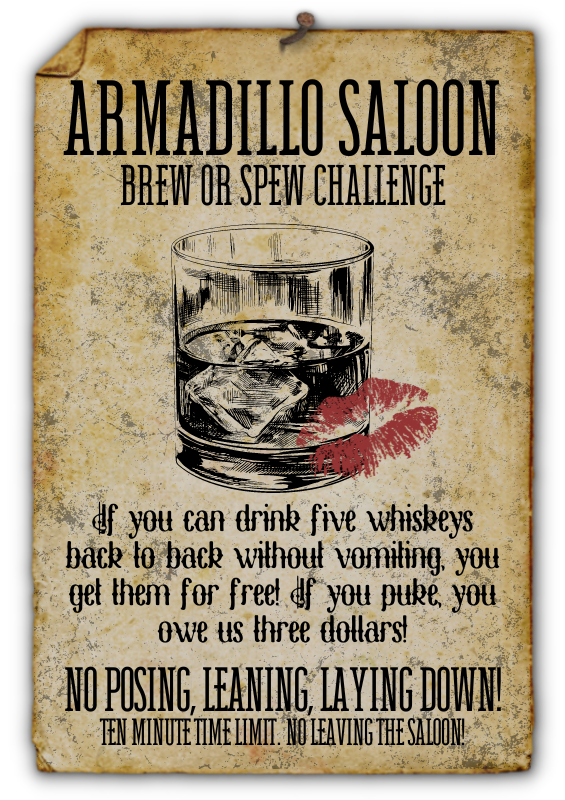 ARMADILLO SALOON
BREW OR SPEW CHALLENGE
If you can drink five whiskeys
back to back without vomiting, you
get them for free! If you puke, you
owe us three dollars!
NO POSING, LEANING, LAYING DOWN!
TEN MINUTE TIME LIMIT. NO LEAVING THE SALOON!